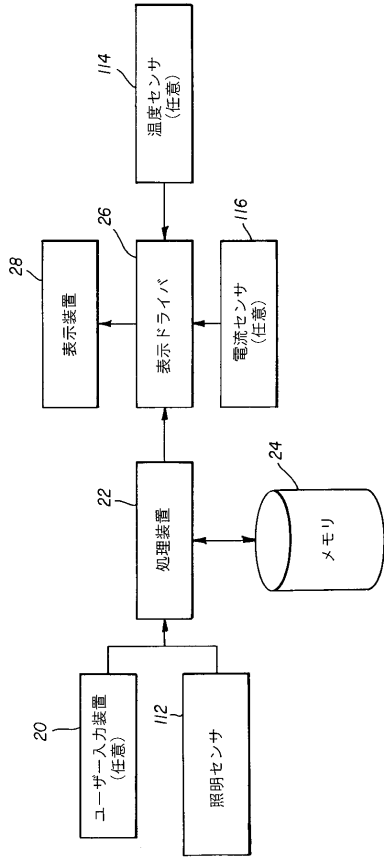 20
ユーザー入力装置
(任意)
112
照明センサ
22
処理装置
24
メモリ
28
表示装置
26
表示ドライバ
116
電流センサ
(任意)
114
温度センサ
(任意)